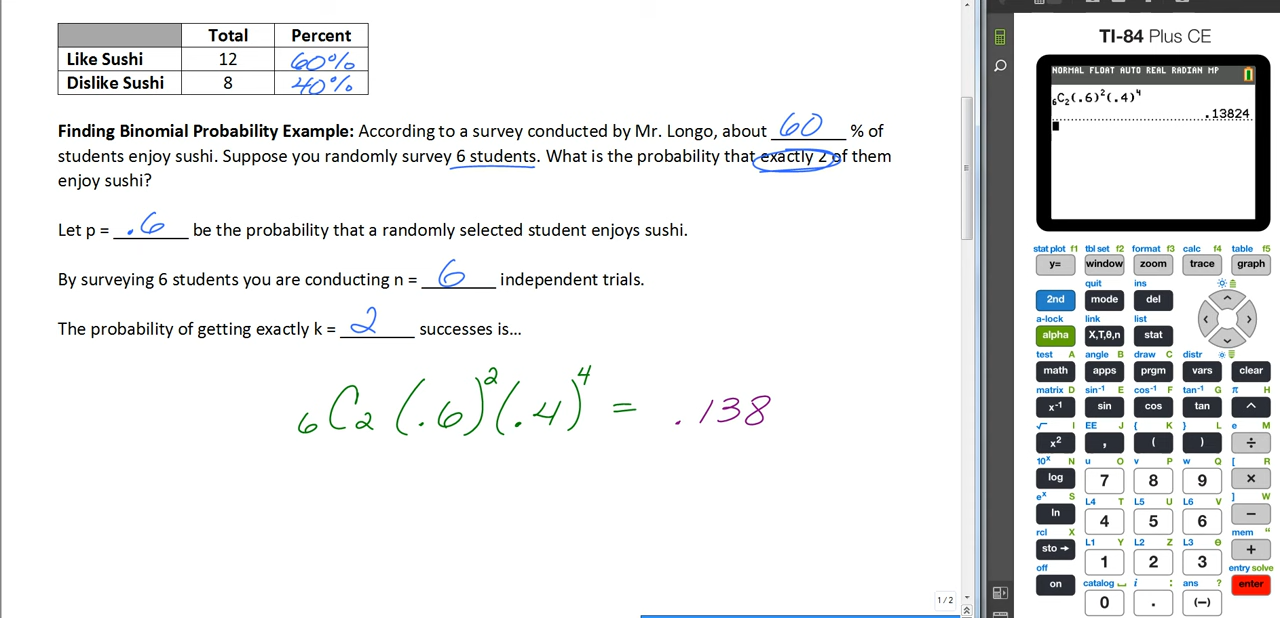 Total Percent
Like Sushi 12 60%
Dislike Sushi 8 40%
Finding Binomial Probability Example: According to a survey conducted by Mr. Longo, about 60 % of
students enjoy sushi. Suppose you randomly survey 6 students. What is the probability that exactly 2 of them
enjoy sushi?
Let p = .6 be the probability that a randomly selected student enjoys sushi.
By surveying 6 students you are conducting n = 6 independent trials.
The probability of getting exactly k = 2 successes is...
₆C₂ (.6)² (.4)⁴ = .138
1 / 2
TI-84 Plus CE
NORMAL FLOAT AUTO REAL RADIAN MP
₆C₂(.6)²(.4)⁴
.13824
stat plot f1 tbl set f2 format f3 calc f4 table f5
y= window zoom trace graph
quit ins
2nd mode del
a-lock link list
alpha X,T,θ,n stat
test A angle B draw C distr
math apps prgm vars clear
matrix D sin⁻¹ E cos⁻¹ F tan⁻¹ G π H
x⁻¹ sin cos tan ^
√ I EE J { K } L e M
x² , ( ) ÷
10ˣ N u O v P w Q [ R
log 7 8 9 ×
eˣ S L4 T L5 U L6 V ] W
ln 4 5 6 −
rcl X L1 Y L2 Z L3 θ mem "
sto → 1 2 3 +
off catalog i : ans ? entry solve
on 0 . (−) enter